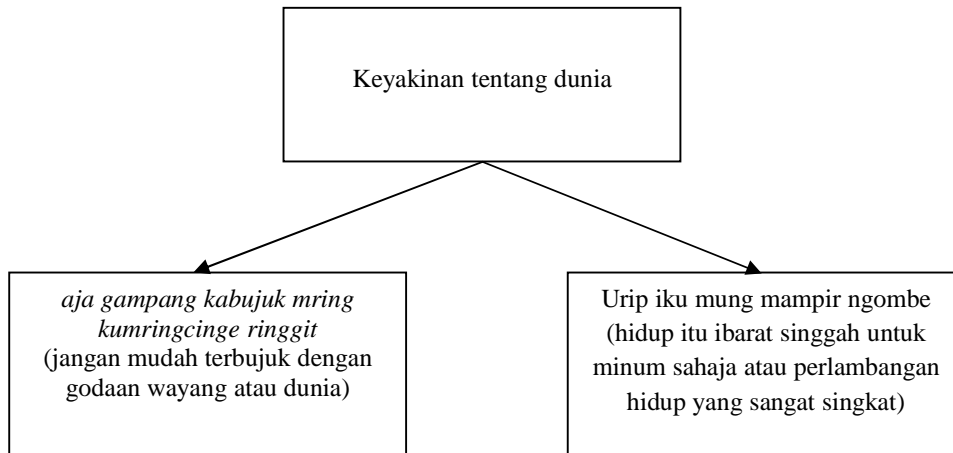 Keyakinan tentang dunia
aja gampang kabujuk mring
kumringcinge ringgit
(jangan mudah terbujuk dengan
godaan wayang atau dunia)
Urip iku mung mampir ngombe
(hidup itu ibarat singgah untuk
minum sahaja atau perlambangan
hidup yang sangat singkat)